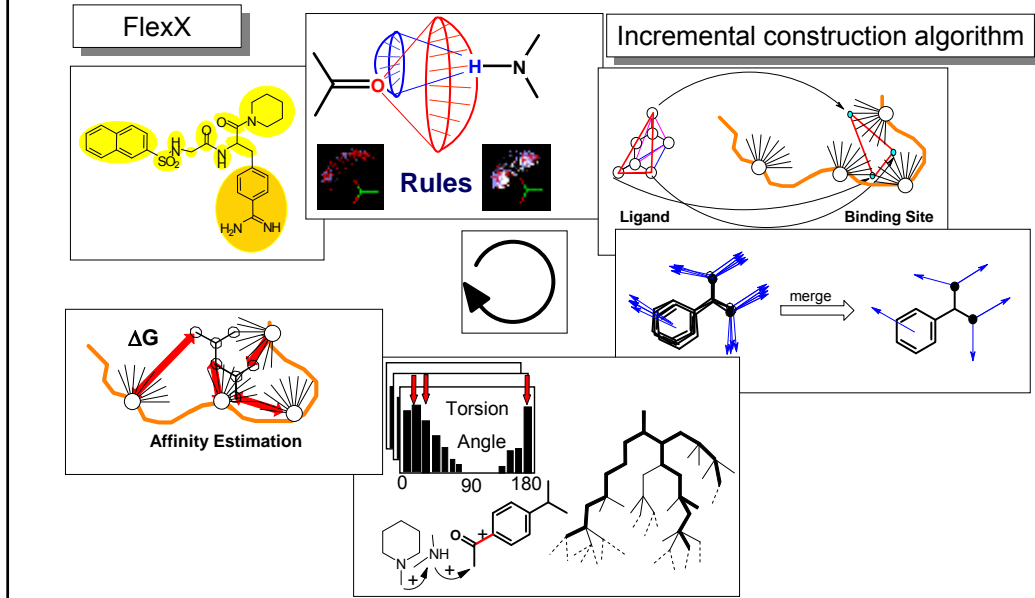 FlexX
Incremental construction algorithm
O
H
N
Rules
SO₂
H
N
O
N
H
O
N
H₂N
NH
Ligand
Binding Site
merge
ΔG
Affinity Estimation
Torsion
Angle
0
90
180
N
+
NH
+
O
+